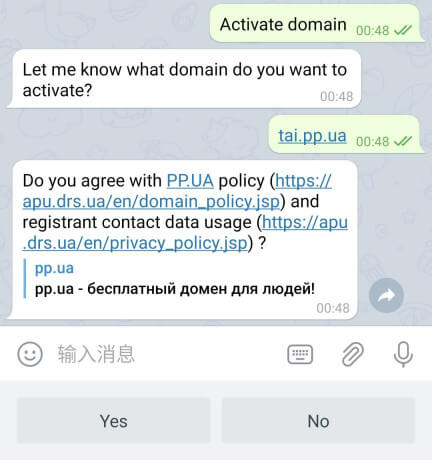 Activate domain 00:48
Let me know what domain do you want to
activate?
00:48
tai.pp.ua 00:48
Do you agree with PP.UA policy (https://
apu.drs.ua/en/domain_policy.jsp) and
registrant contact data usage (https://apu
.drs.ua/en/privacy_policy.jsp) ?
pp.ua
pp.ua - бесплатный домен для людей!
00:48
输入消息
Yes No